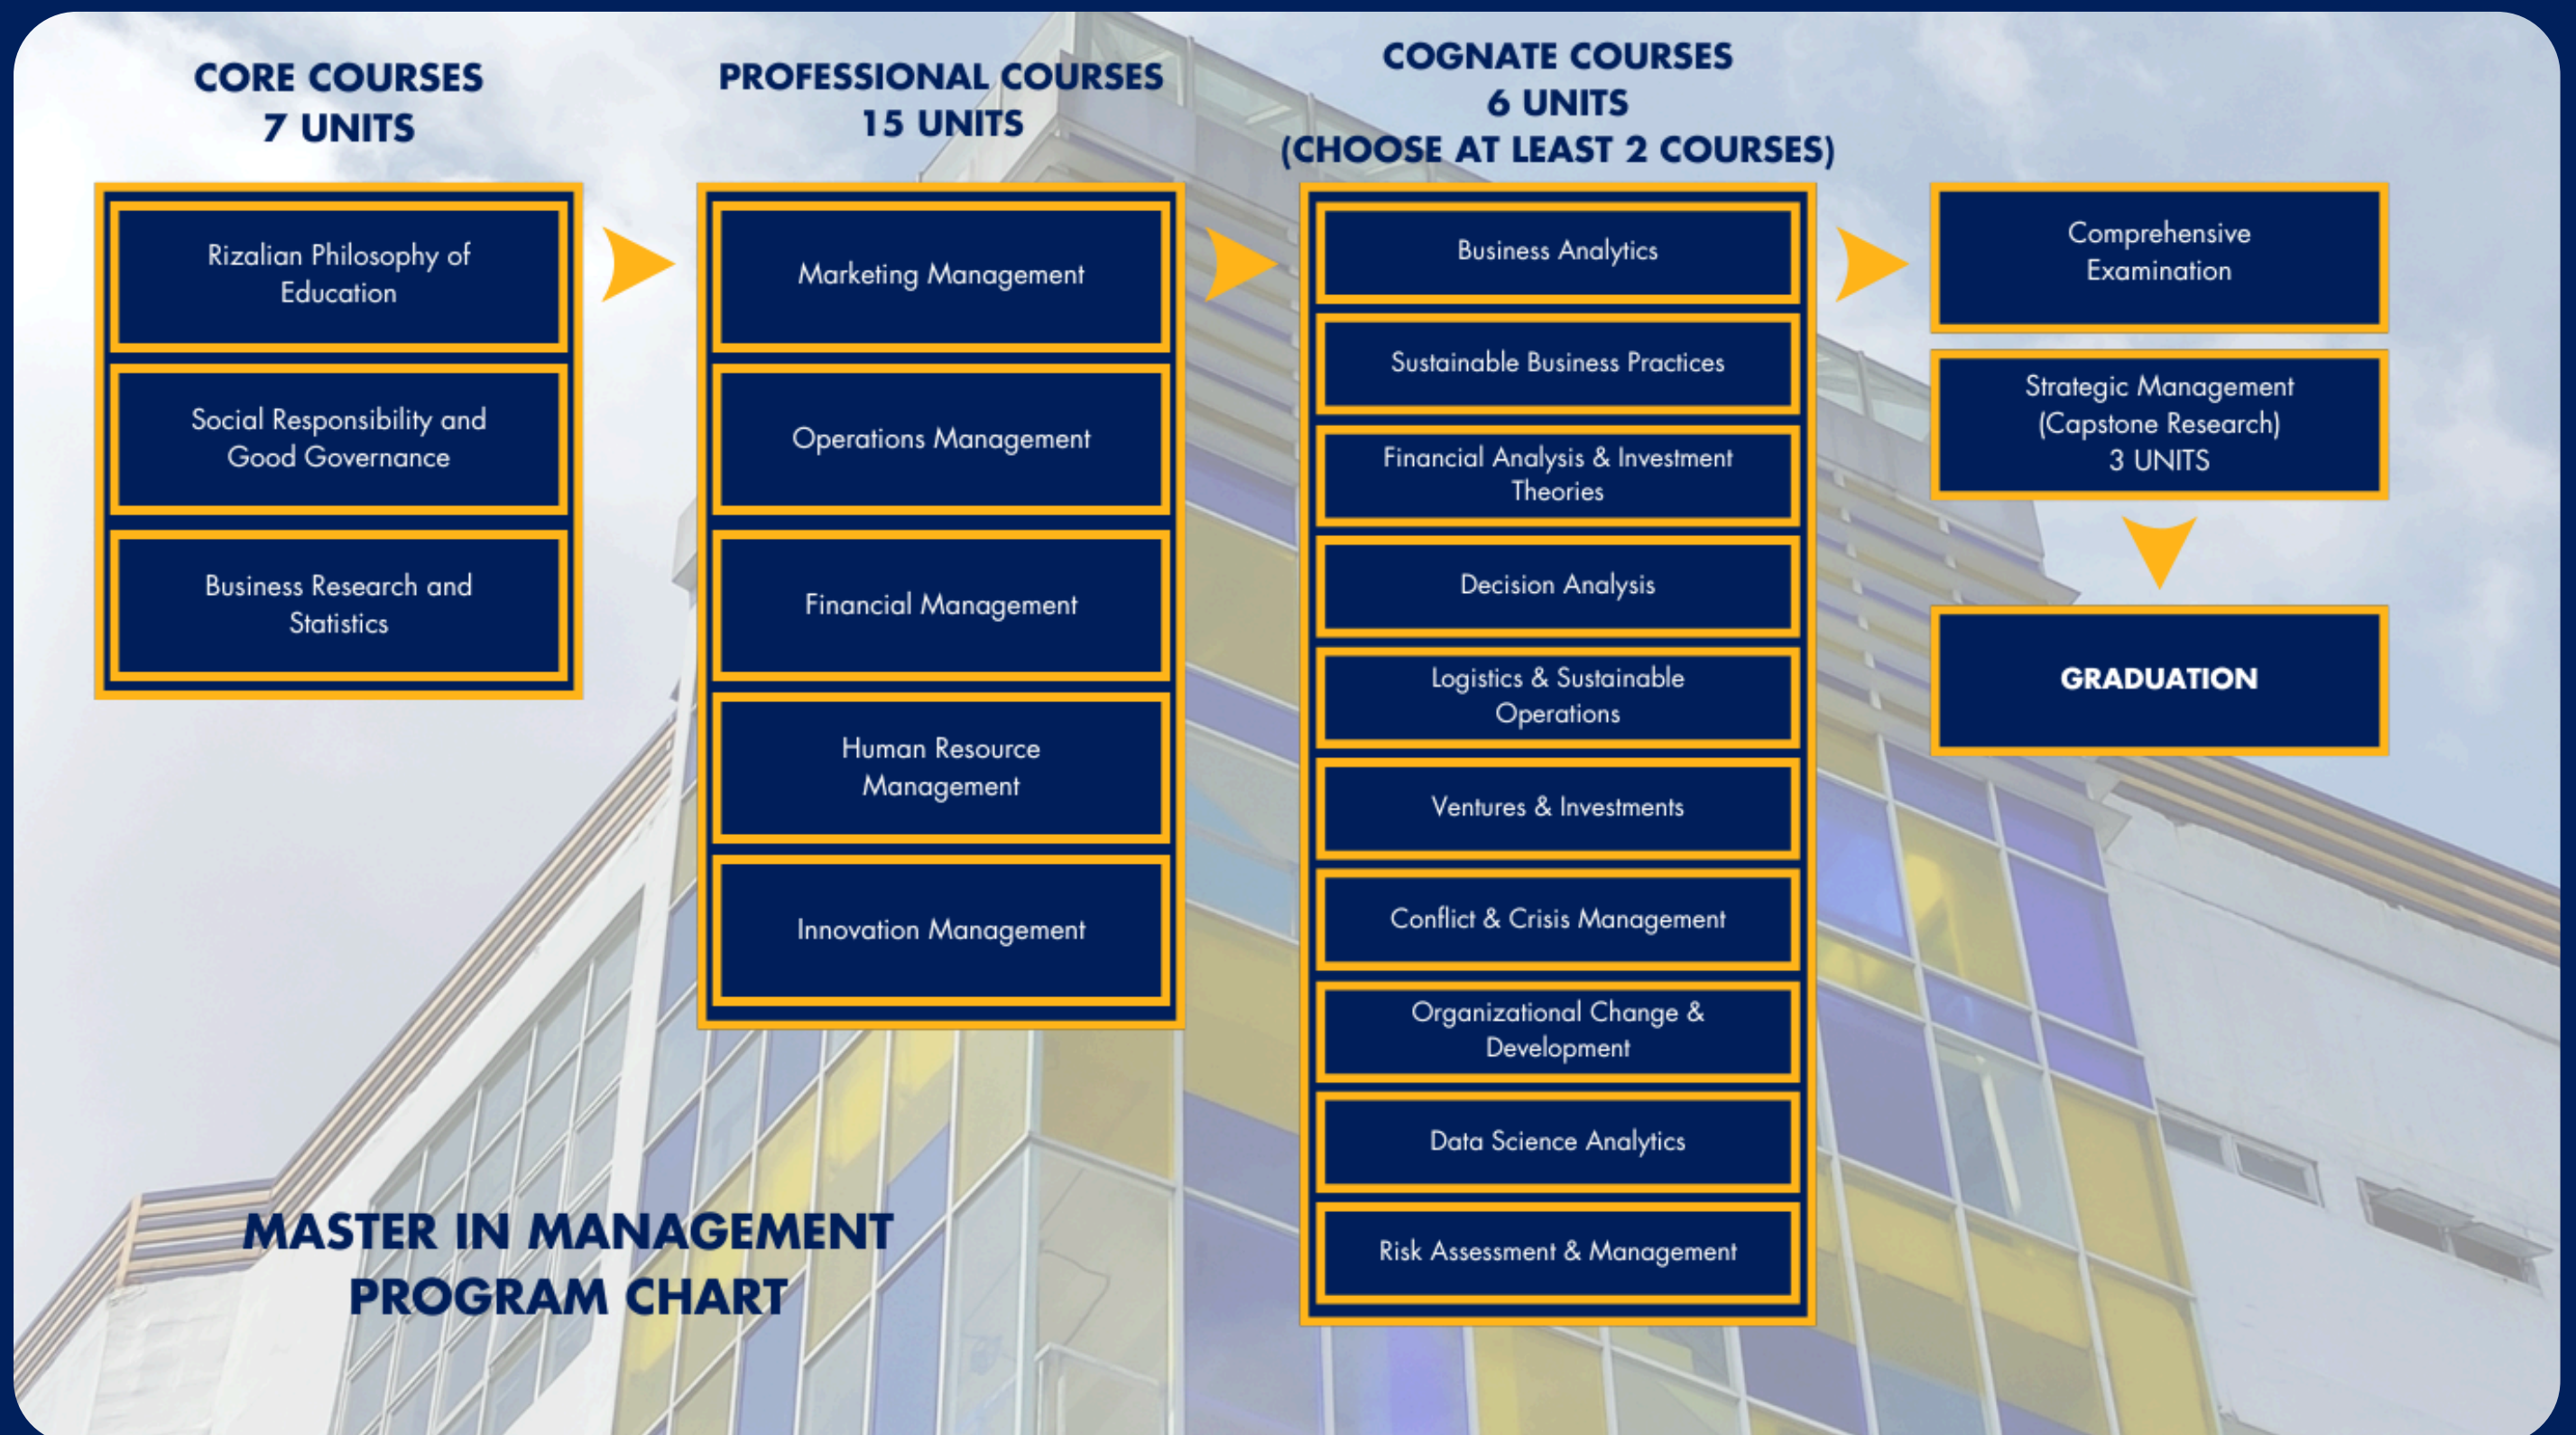 CORE COURSES
7 UNITS
Rizalian Philosophy of
Education
Social Responsibility and
Good Governance
Business Research and
Statistics
PROFESSIONAL COURSES
15 UNITS
Marketing Management
Operations Management
Financial Management
Human Resource
Management
Innovation Management
COGNATE COURSES
6 UNITS
(CHOOSE AT LEAST 2 COURSES)
Business Analytics
Sustainable Business Practices
Financial Analysis & Investment
Theories
Decision Analysis
Logistics & Sustainable
Operations
Ventures & Investments
Conflict & Crisis Management
Organizational Change &
Development
Data Science Analytics
Risk Assessment & Management
Comprehensive
Examination
Strategic Management
(Capstone Research)
3 UNITS
GRADUATION
MASTER IN MANAGEMENT
PROGRAM CHART